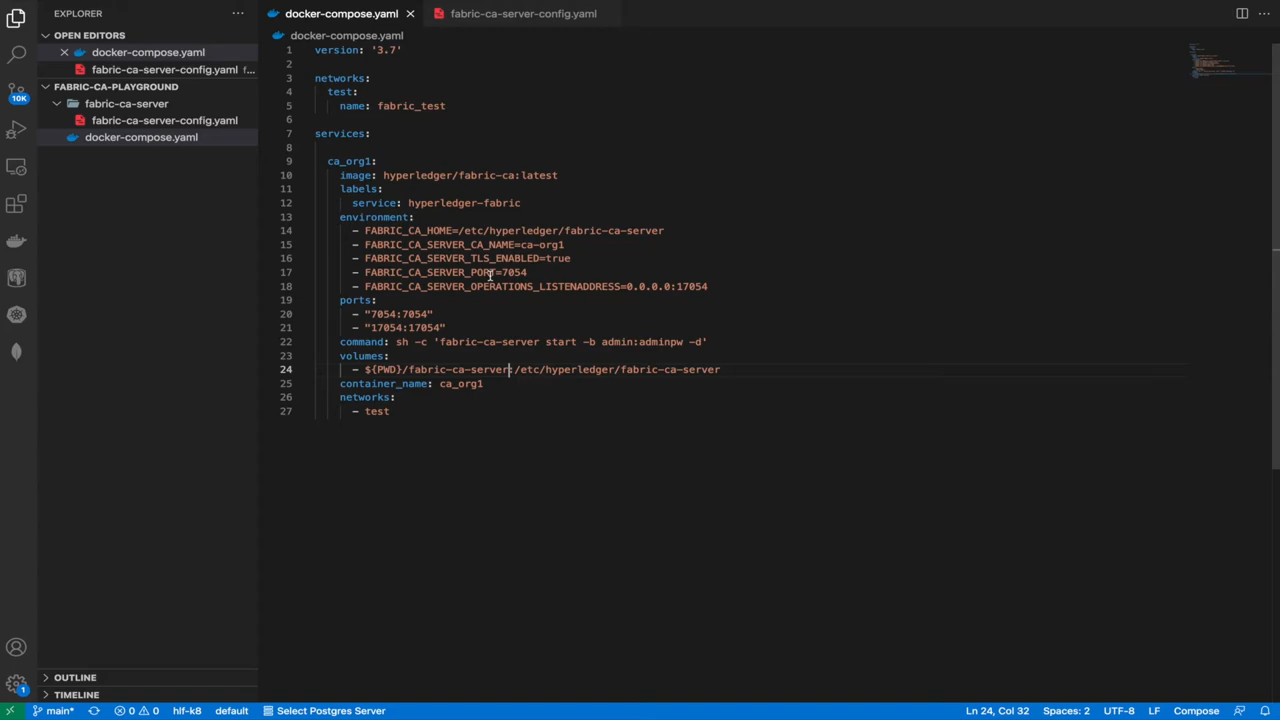 EXPLORER
···
OPEN EDITORS
docker-compose.yaml
fabric-ca-server-config.yaml f...
FABRIC-CA-PLAYGROUND
fabric-ca-server
fabric-ca-server-config.yaml
docker-compose.yaml
10K
1
OUTLINE
TIMELINE
docker-compose.yaml
fabric-ca-server-config.yaml
docker-compose.yaml
1 version: '3.7'
2
3 networks:
4 test:
5 name: fabric_test
6
7 services:
8
9 ca_org1:
10 image: hyperledger/fabric-ca:latest
11 labels:
12 service: hyperledger-fabric
13 environment:
14 - FABRIC_CA_HOME=/etc/hyperledger/fabric-ca-server
15 - FABRIC_CA_SERVER_CA_NAME=ca-org1
16 - FABRIC_CA_SERVER_TLS_ENABLED=true
17 - FABRIC_CA_SERVER_PORT=7054
18 - FABRIC_CA_SERVER_OPERATIONS_LISTENADDRESS=0.0.0.0:17054
19 ports:
20 - "7054:7054"
21 - "17054:17054"
22 command: sh -c 'fabric-ca-server start -b admin:adminpw -d'
23 volumes:
24 - ${PWD}/fabric-ca-server:/etc/hyperledger/fabric-ca-server
25 container_name: ca_org1
26 networks:
27 - test
main* 0 0 hlf-k8 default Select Postgres Server Ln 24, Col 32 Spaces: 2 UTF-8 LF Compose